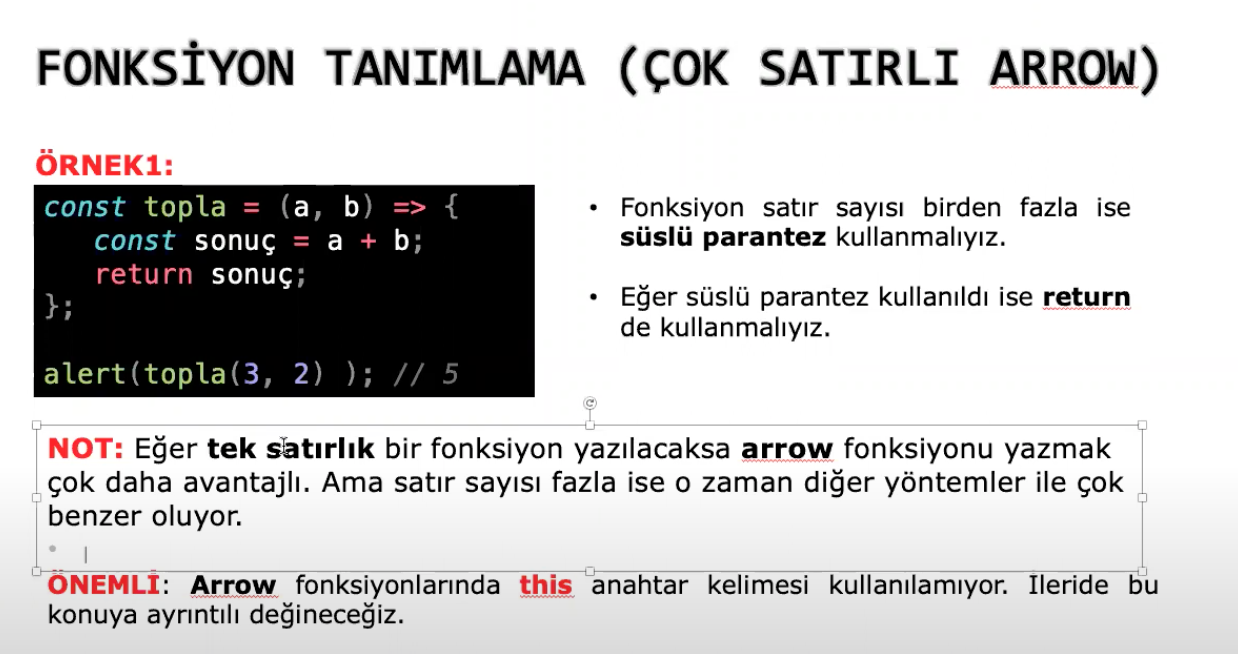 FONKSİYON TANIMLAMA (ÇOK SATIRLI ARROW)
ÖRNEK1:
const topla = (a, b) => {
const sonuç = a + b;
return sonuç;
};
alert(topla(3, 2) ); // 5
• Fonksiyon satır sayısı birden fazla ise
süslü parantez kullanmalıyız.
• Eğer süslü parantez kullanıldı ise return
de kullanmalıyız.
NOT: Eğer tek satırlık bir fonksiyon yazılacaksa arrow fonksiyonu yazmak
çok daha avantajlı. Ama satır sayısı fazla ise o zaman diğer yöntemler ile çok
benzer oluyor.
ÖNEMLİ: Arrow fonksiyonlarında this anahtar kelimesi kullanılamıyor. İleride bu
konuya ayrıntılı değineceğiz.